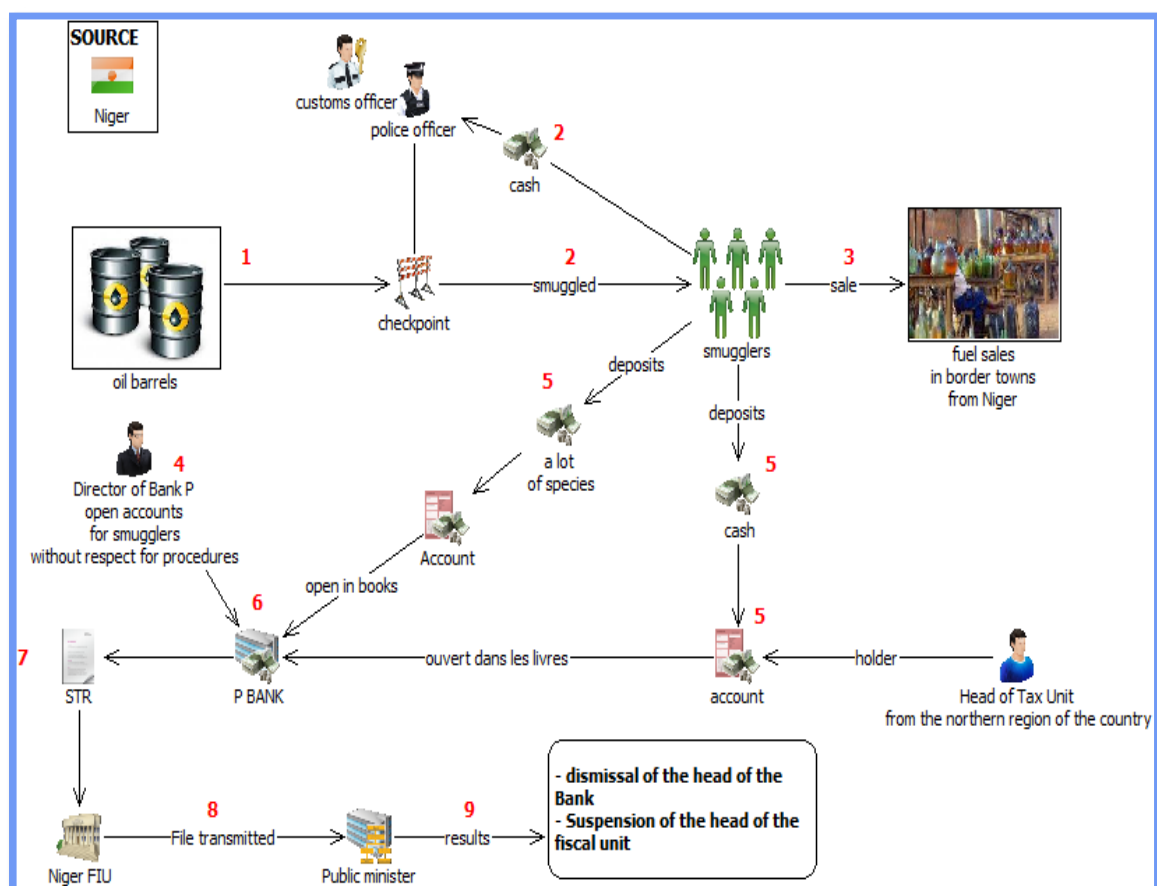 SOURCE
Niger
customs officer
police officer
2
cash
1
checkpoint
2
smuggled
smugglers
3
sale
oil barrels
fuel sales
in border towns
from Niger
deposits
5
a lot
of species
deposits
5
cash
4
Director of Bank P
open accounts
for smugglers
without respect for procedures
Account
open in books
6
P BANK
ouvert dans les livres
5
account
holder
Head of Tax Unit
from the northern region of the country
7
STR
Niger FIU
8
File transmitted
Public minister
9
results
- dismissal of the head of the
Bank
- Suspension of the head of the
fiscal unit